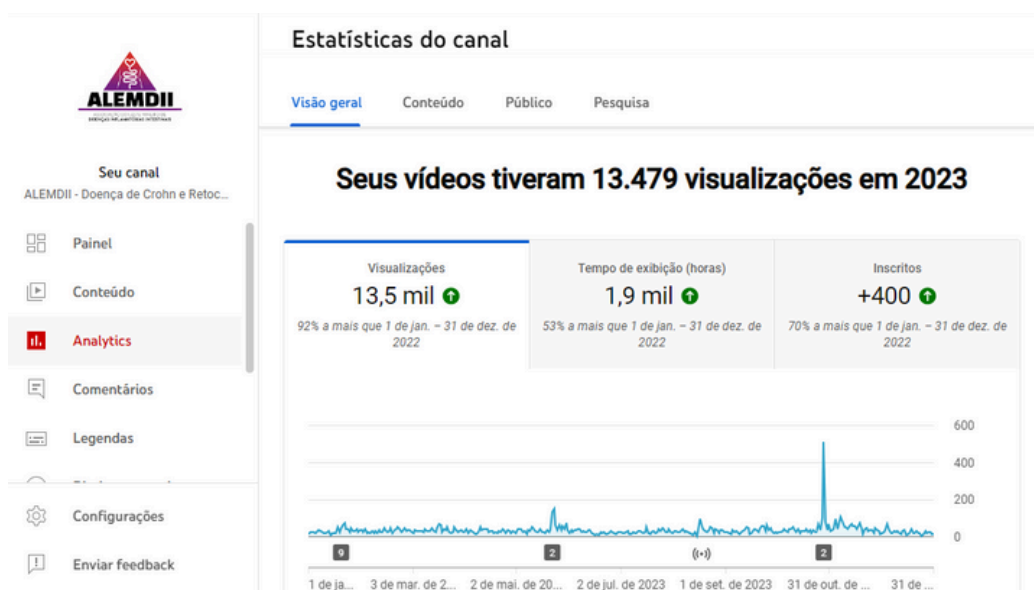 Estatísticas do canal
ALEMDII
Visão geral
Conteúdo
Público
Pesquisa
Seu canal
ALEMDII - Doença de Crohn e Retoc...
Seus vídeos tiveram 13.479 visualizações em 2023
Painel
Conteúdo
Analytics
Comentários
Legendas
Configurações
Enviar feedback
Visualizações
13,5 mil
92% a mais que 1 de jan. – 31 de dez. de
2022
Tempo de exibição (horas)
1,9 mil
53% a mais que 1 de jan. – 31 de dez. de
2022
Inscritos
+400
70% a mais que 1 de jan. – 31 de dez. de
2022
600
400
200
0
9
2
2
1 de ja...
3 de mar. de 2...
2 de mai. de 20...
2 de jul. de 2023
1 de set. de 2023
31 de out. de ...
31 de ...